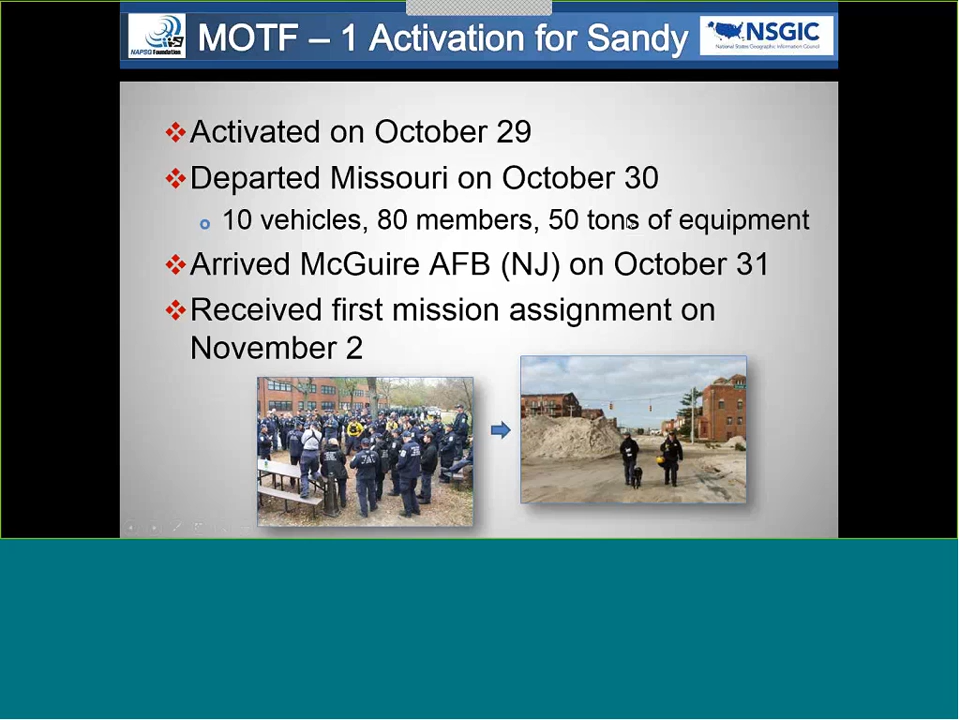 MOTF – 1 Activation for Sandy
NAPSG Foundation
NSGIC
National States Geographic Information Council
Activated on October 29
Departed Missouri on October 30
10 vehicles, 80 members, 50 tons of equipment
Arrived McGuire AFB (NJ) on October 31
Received first mission assignment on
November 2